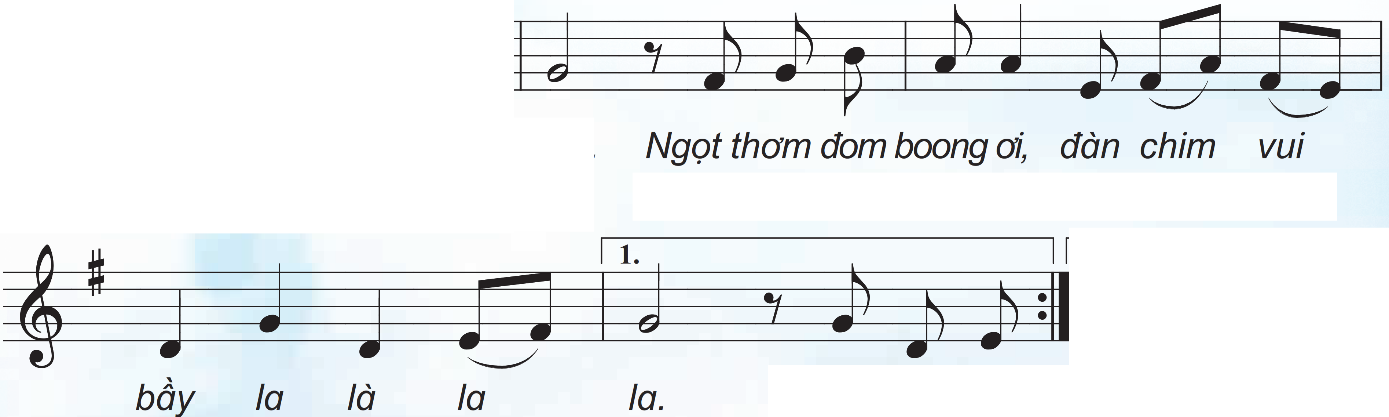 Ngọt thơm đom boong ơi, đàn chim vui
1.
bầy la là la la.